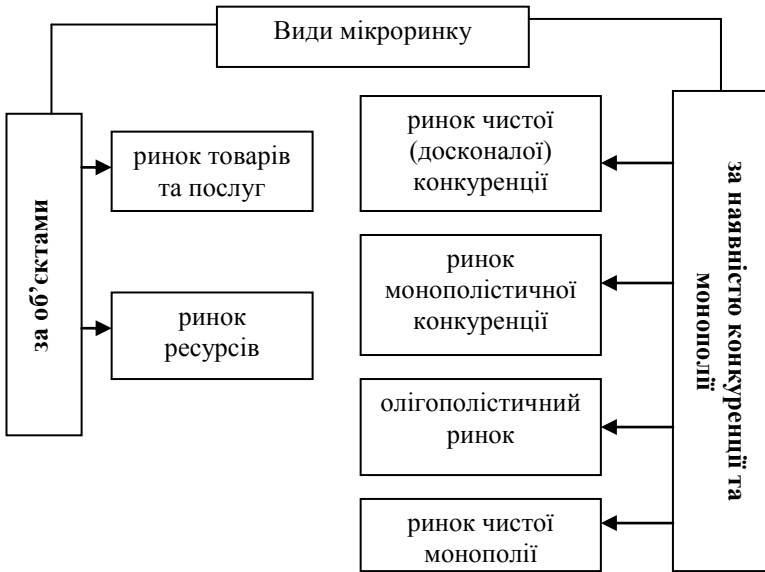 Види мікроринку
за об’єктами
ринок товарів
та послуг
ринок
ресурсів
ринок чистої
(досконалої)
конкуренції
ринок
монополістичної
конкуренції
олігополістичний
ринок
ринок чистої
монополії
за наявністю конкуренції та
монополії